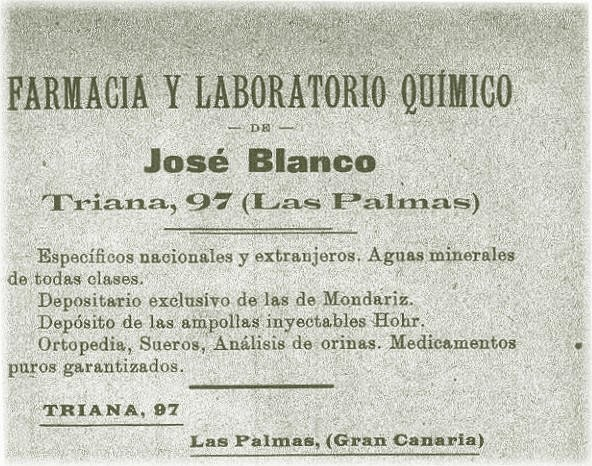 FARMACIA Y LABORATORIO QUÍMICO
— DE —
José Blanco
Triana, 97 (Las Palmas)
Específicos nacionales y extranjeros. Aguas minerales
de todas clases.
Depositario exclusivo de las de Mondariz.
Depósito de las ampollas inyectables Hohr.
Ortopedia, Sueros, Análisis de orinas. Medicamentos
puros garantizados.
TRIANA, 97
Las Palmas, (Gran Canaria)